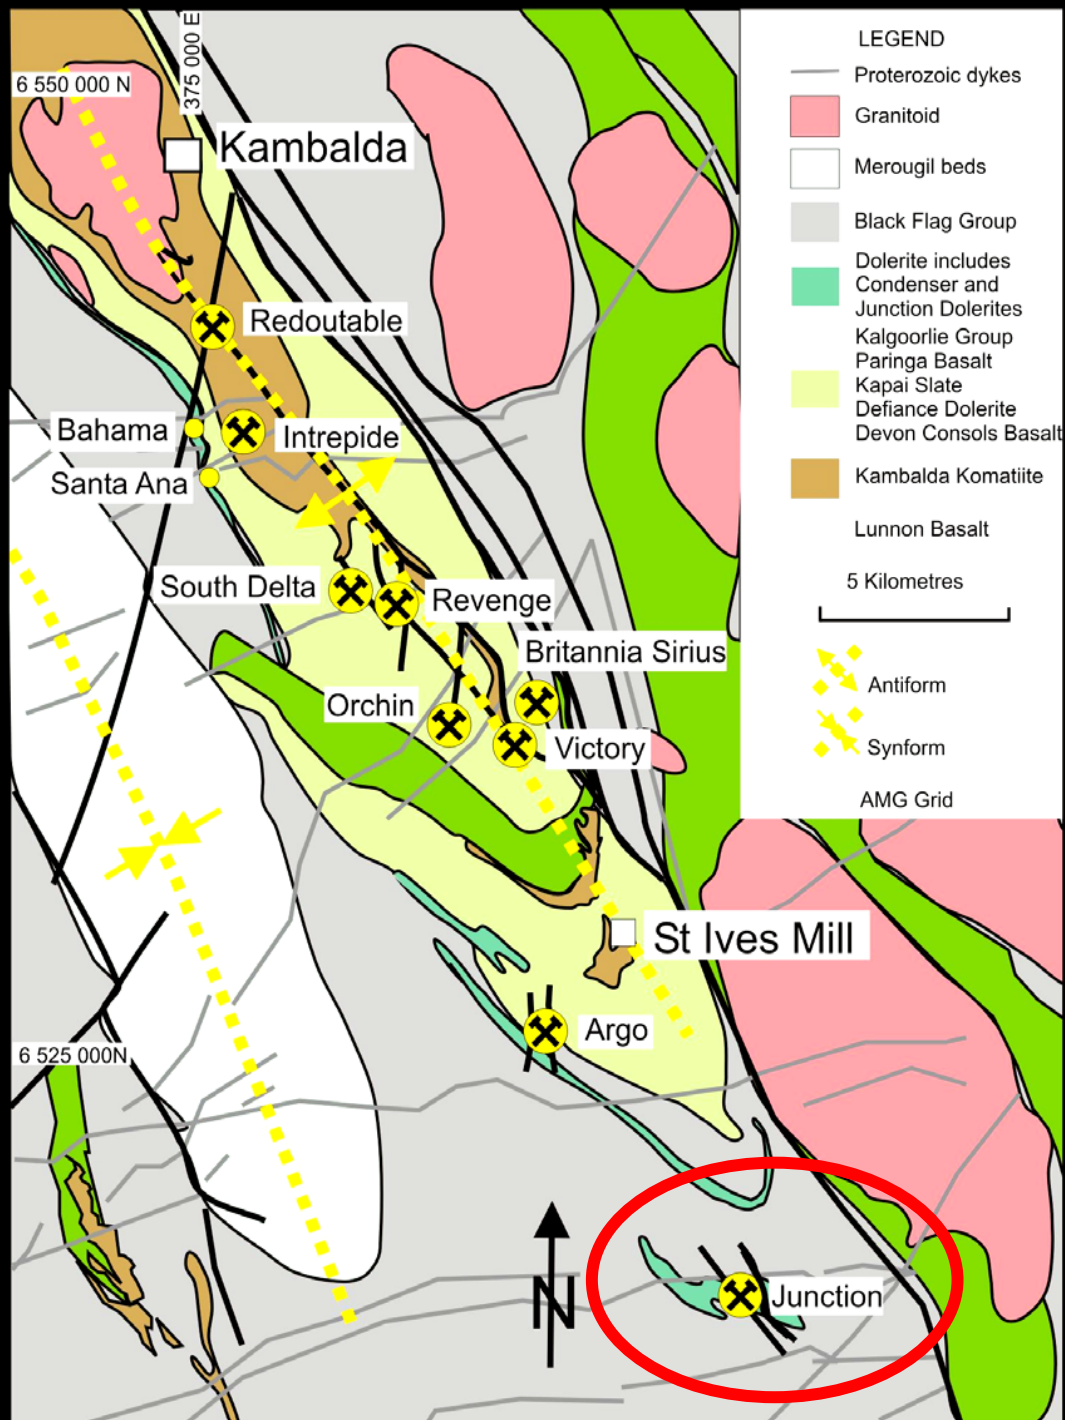 6 550 000 N
375 000 E
Kambalda
Redoutable
Bahama
Intrepide
Santa Ana
South Delta
Revenge
Britannia Sirius
Orchin
Victory
St Ives Mill
Argo
6 525 000N
N
Junction
LEGEND
Proterozoic dykes
Granitoid
Merougil beds
Black Flag Group
Dolerite includes
Condenser and
Junction Dolerites
Kalgoorlie Group
Paringa Basalt
Kapai Slate
Defiance Dolerite
Devon Consols Basalt
Kambalda Komatiite
Lunnon Basalt
5 Kilometres
Antiform
Synform
AMG Grid